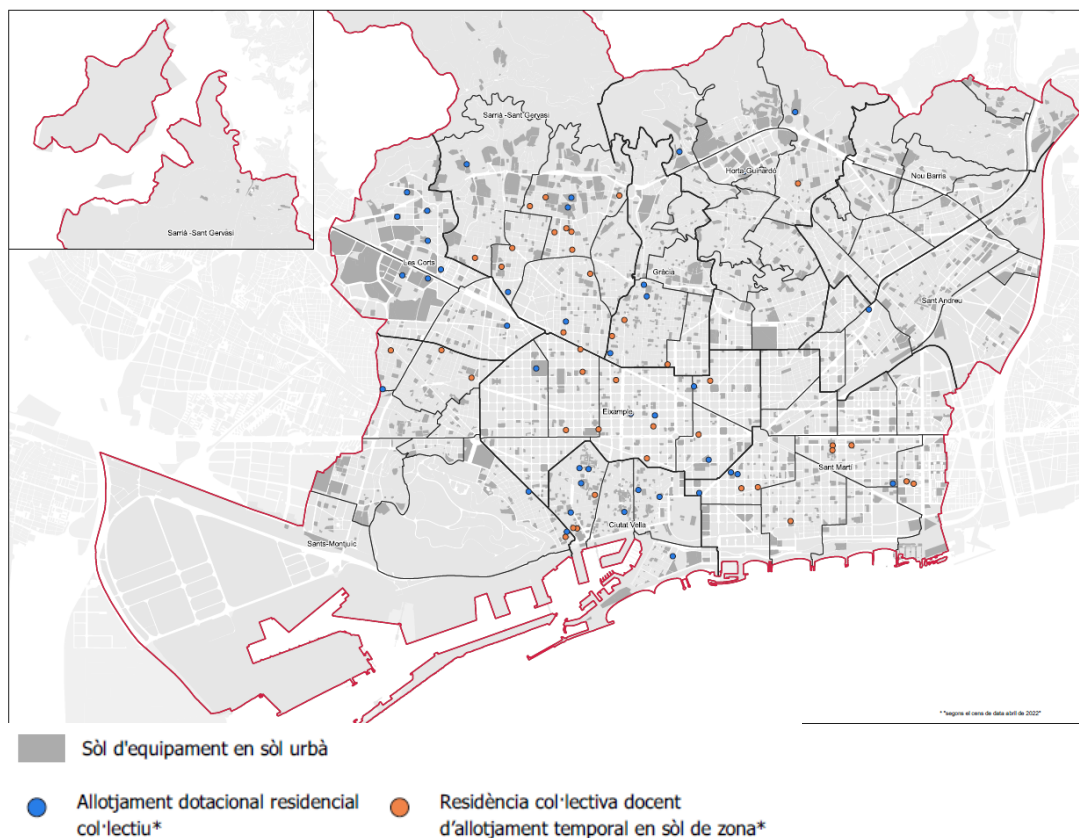 Sarrià -Sant Gervasi
Sarrià -Sant Gervasi
Horta Guinardó
Nou Barris
Les Corts
Gràcia
Sant Andreu
Eixample
Sant Martí
Ciutat Vella
Sants-Montjuïc
* "segons el cens de data abril de 2022"
Sòl d'equipament en sòl urbà
Allotjament dotacional residencial
col·lectiu*
Residència col·lectiva docent
d'allotjament temporal en sòl de zona*